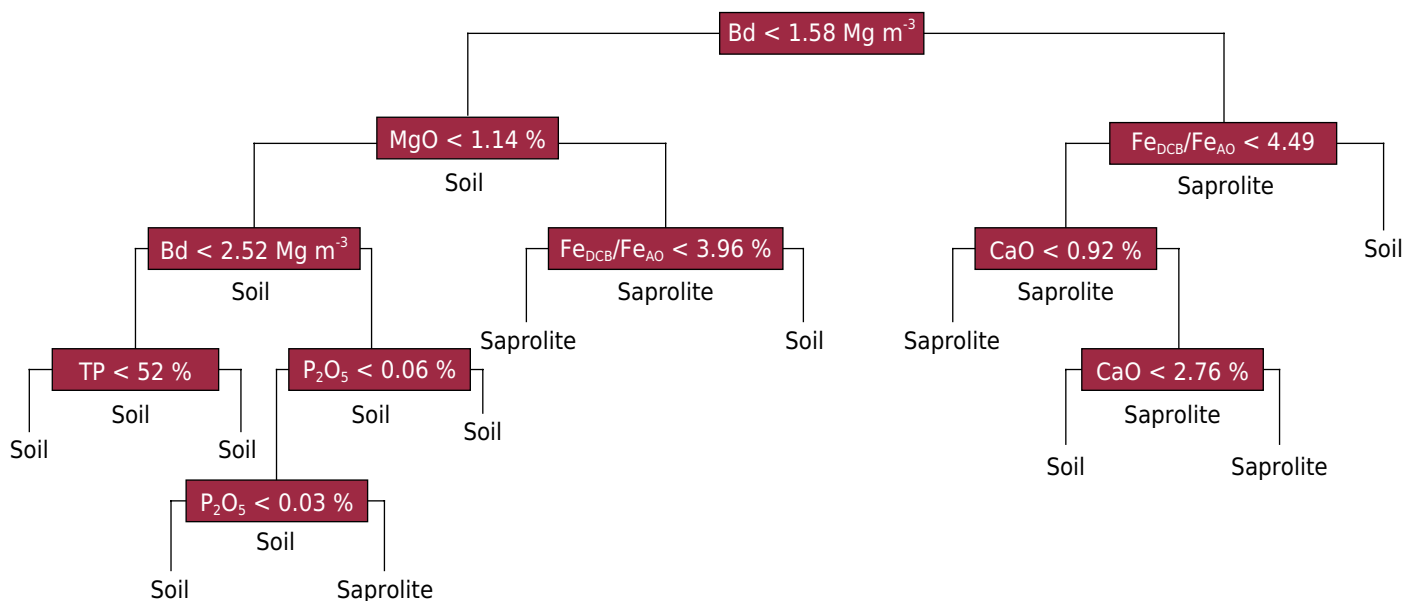 Bd < 1.58 Mg m-3
MgO < 1.14 %
Soil
FeDCB/FeAO < 4.49
Saprolite
Bd < 2.52 Mg m-3
Soil
FeDCB/FeAO < 3.96 %
Saprolite
CaO < 0.92 %
Saprolite
Soil
TP < 52 %
Soil
P2O5 < 0.06 %
Soil
Saprolite
Soil
Saprolite
CaO < 2.76 %
Saprolite
Soil
Soil
Soil
Soil
Saprolite
P2O5 < 0.03 %
Soil
Soil
Saprolite